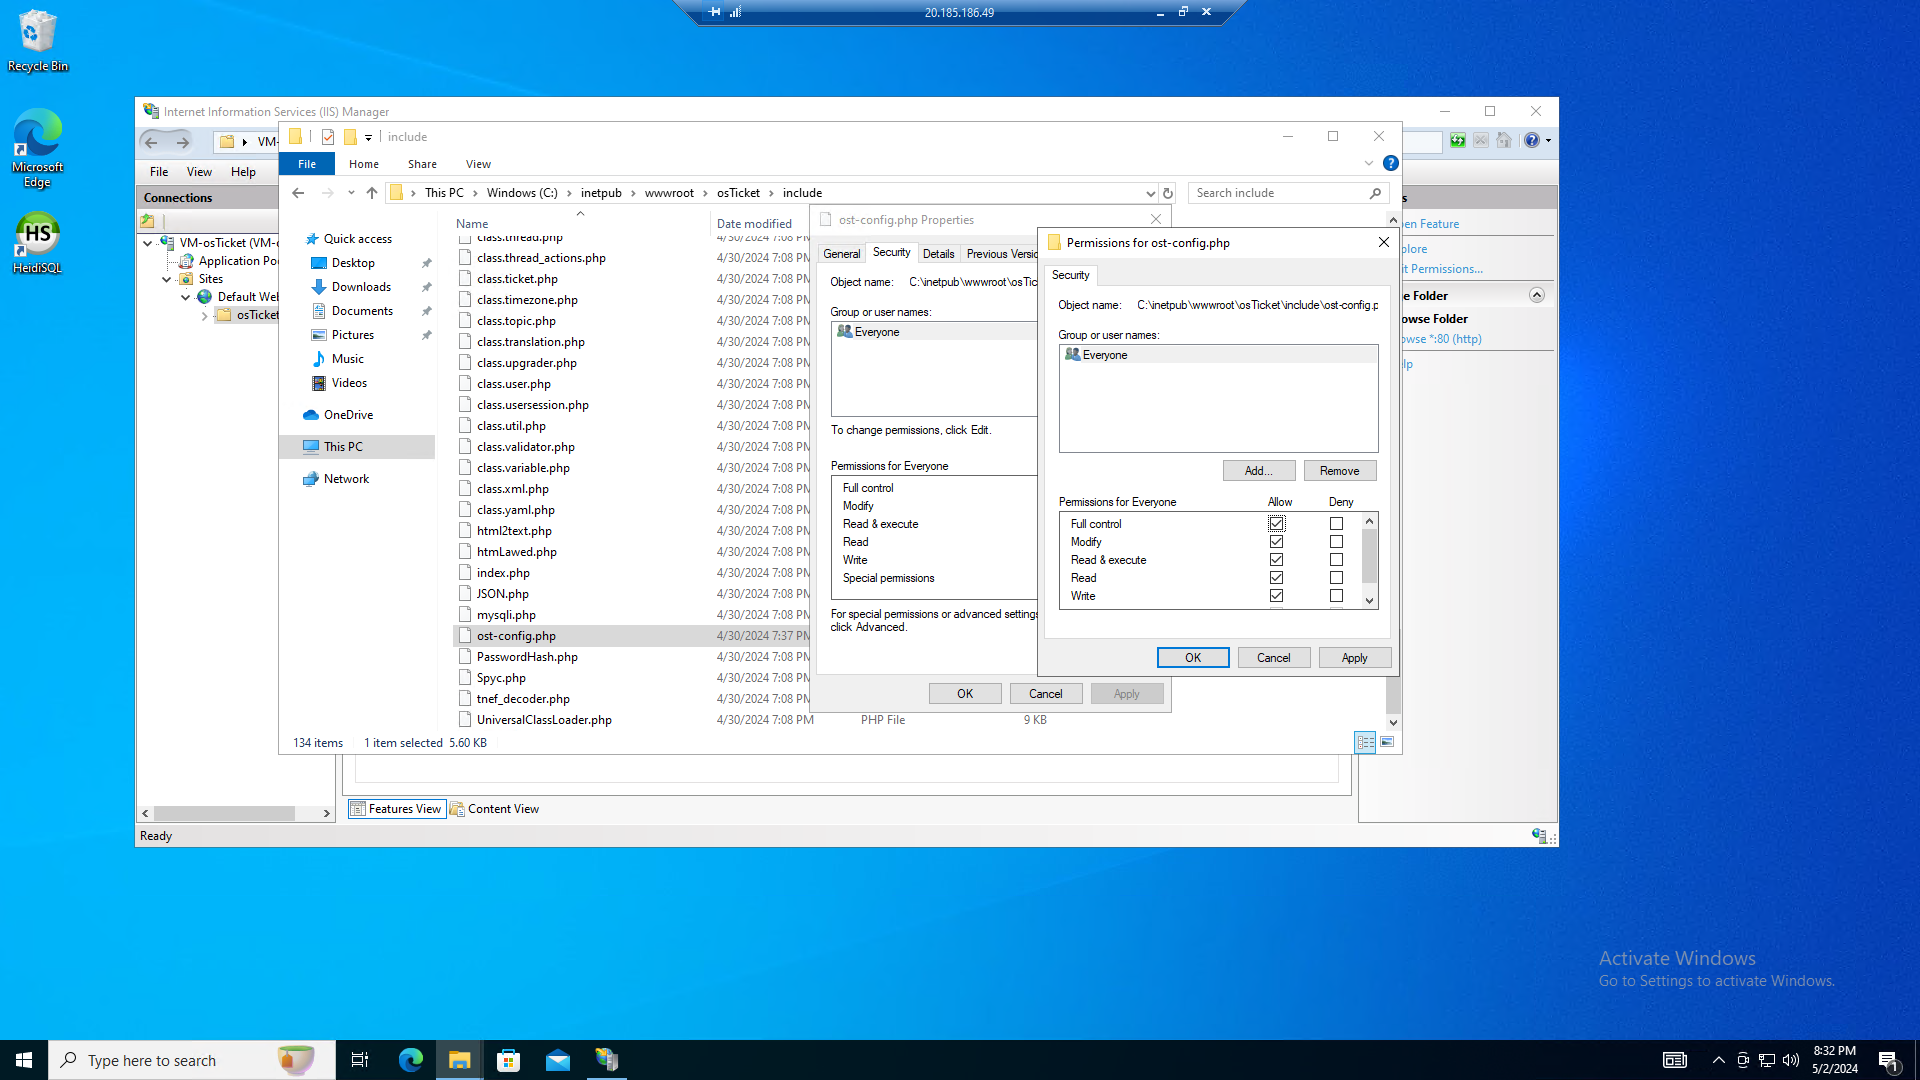 20.185.186.49
Recycle Bin
Microsoft
Edge
HeidiSQL
Internet Information Services (IIS) Manager
VM-
File View Help
Connections
VM-osTicket (VM-
Application Po
Sites
Default Web
osTicket
include
File Home Share View
This PC Windows (C:) inetpub wwwroot osTicket include
Search include
Quick access
Desktop
Downloads
Documents
Pictures
Music
Videos
OneDrive
This PC
Network
Name Date modified
class.thread.php 4/30/2024 7:08 PM
class.thread_actions.php 4/30/2024 7:08 PM
class.ticket.php 4/30/2024 7:08 PM
class.timezone.php 4/30/2024 7:08 PM
class.topic.php 4/30/2024 7:08 PM
class.translation.php 4/30/2024 7:08 PM
class.upgrader.php 4/30/2024 7:08 PM
class.user.php 4/30/2024 7:08 PM
class.usersession.php 4/30/2024 7:08 PM
class.util.php 4/30/2024 7:08 PM
class.validator.php 4/30/2024 7:08 PM
class.variable.php 4/30/2024 7:08 PM
class.xml.php 4/30/2024 7:08 PM
class.yaml.php 4/30/2024 7:08 PM
html2text.php 4/30/2024 7:08 PM
htmLawed.php 4/30/2024 7:08 PM
index.php 4/30/2024 7:08 PM
JSON.php 4/30/2024 7:08 PM
mysqli.php 4/30/2024 7:08 PM
ost-config.php 4/30/2024 7:37 PM
PasswordHash.php 4/30/2024 7:08 PM
Spyc.php 4/30/2024 7:08 PM
tnef_decoder.php 4/30/2024 7:08 PM
UniversalClassLoader.php 4/30/2024 7:08 PM PHP File 9 KB
134 items 1 item selected 5.60 KB
ost-config.php Properties
General Security Details Previous Versio
Object name: C:\inetpub\wwwroot\osTic
Group or user names:
Everyone
To change permissions, click Edit.
Permissions for Everyone
Full control
Modify
Read & execute
Read
Write
Special permissions
For special permissions or advanced settings
click Advanced.
OK Cancel Apply
Permissions for ost-config.php
Security
Object name: C:\inetpub\wwwroot\osTicket\include\ost-config.p
Group or user names:
Everyone
Add... Remove
Permissions for Everyone Allow Deny
Full control
Modify
Read & execute
Read
Write
OK Cancel Apply
s
en Feature
lore
it Permissions...
e Folder
owse Folder
owse *:80 (http)
lp
Features View Content View
Ready
Activate Windows
Go to Settings to activate Windows.
Type here to search
8:32 PM
5/2/2024
1